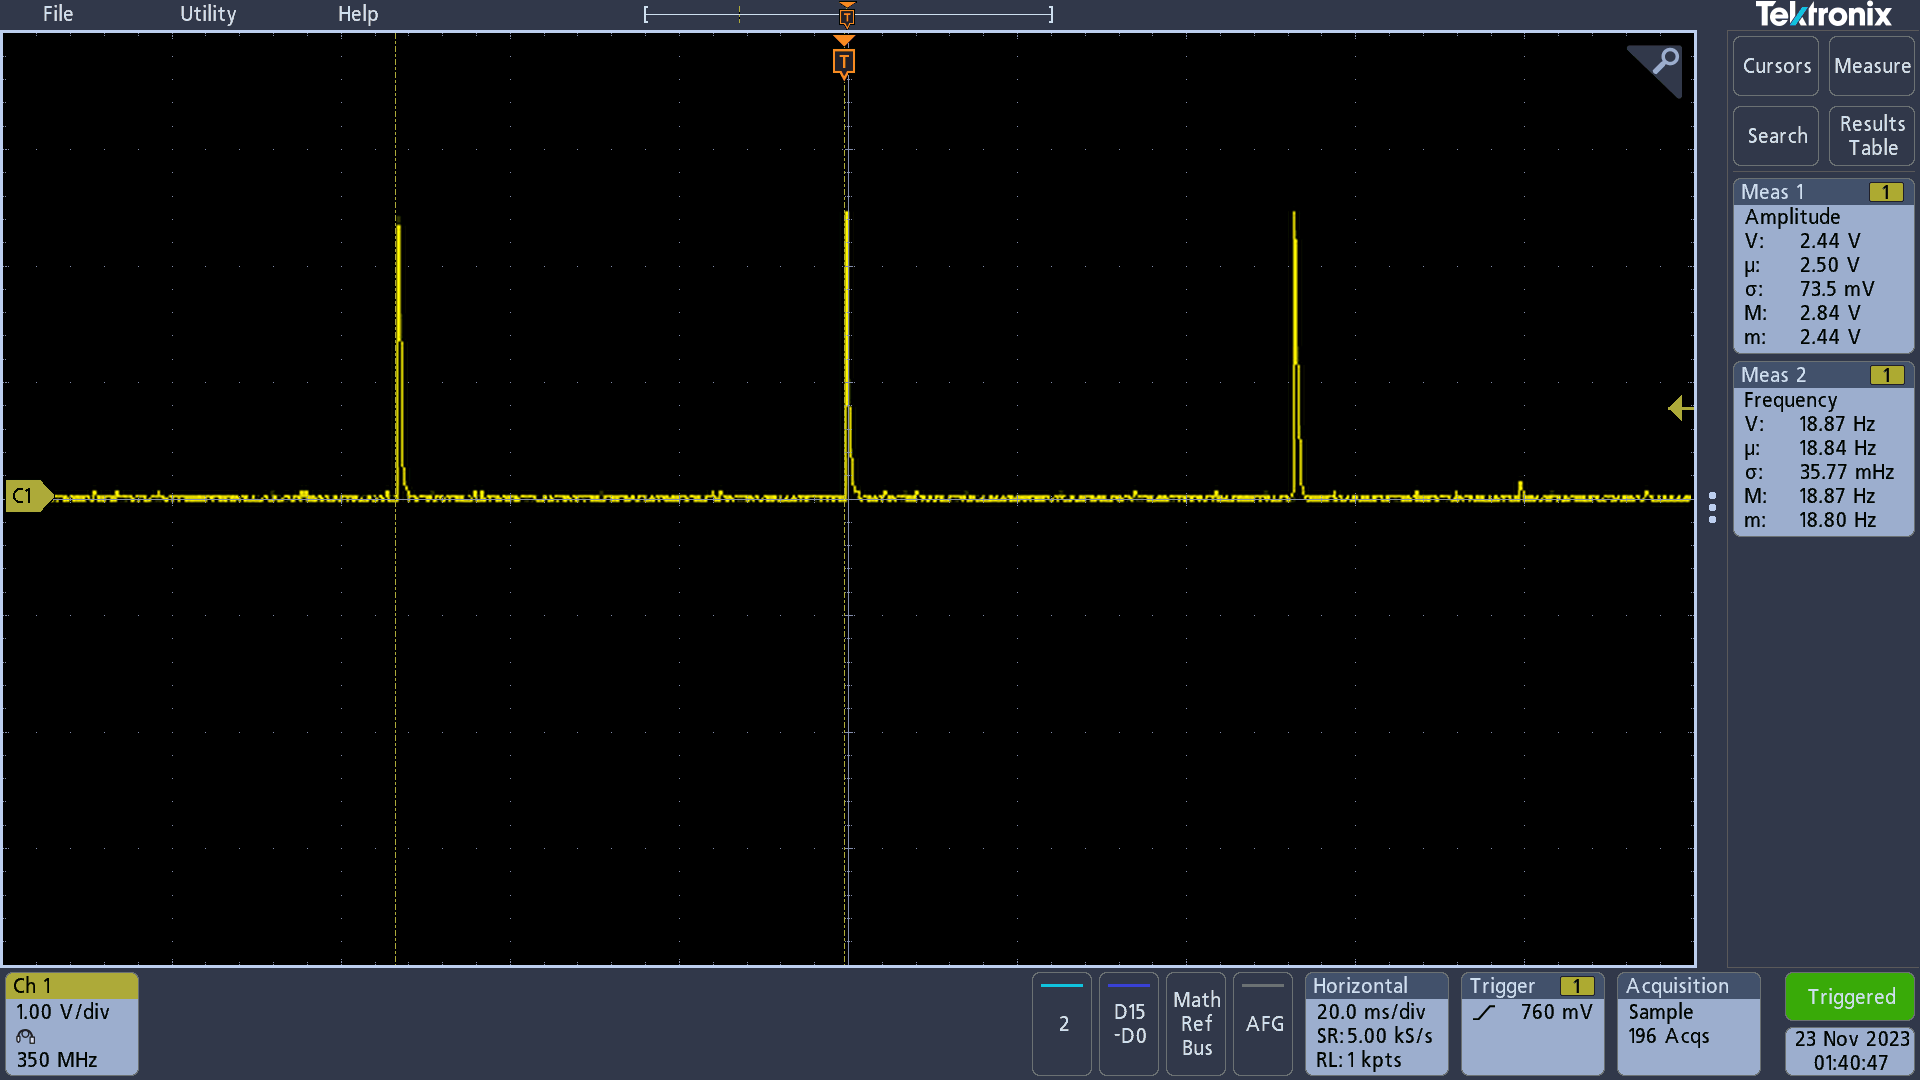 File Utility Help
Tektronix
T
T
Cursors Measure
Search Results Table
Meas 1 1
Amplitude
V: 2.44 V
μ: 2.50 V
σ: 73.5 mV
M: 2.84 V
m: 2.44 V
Meas 2 1
Frequency
V: 18.87 Hz
μ: 18.84 Hz
σ: 35.77 mHz
M: 18.87 Hz
m: 18.80 Hz
C1
Ch 1
1.00 V/div
350 MHz
2
D15
-D0
Math
Ref
Bus
AFG
Horizontal
20.0 ms/div
SR: 5.00 kS/s
RL: 1 kpts
Trigger 1
760 mV
Acquisition
Sample
196 Acqs
Triggered
23 Nov 2023
01:40:47